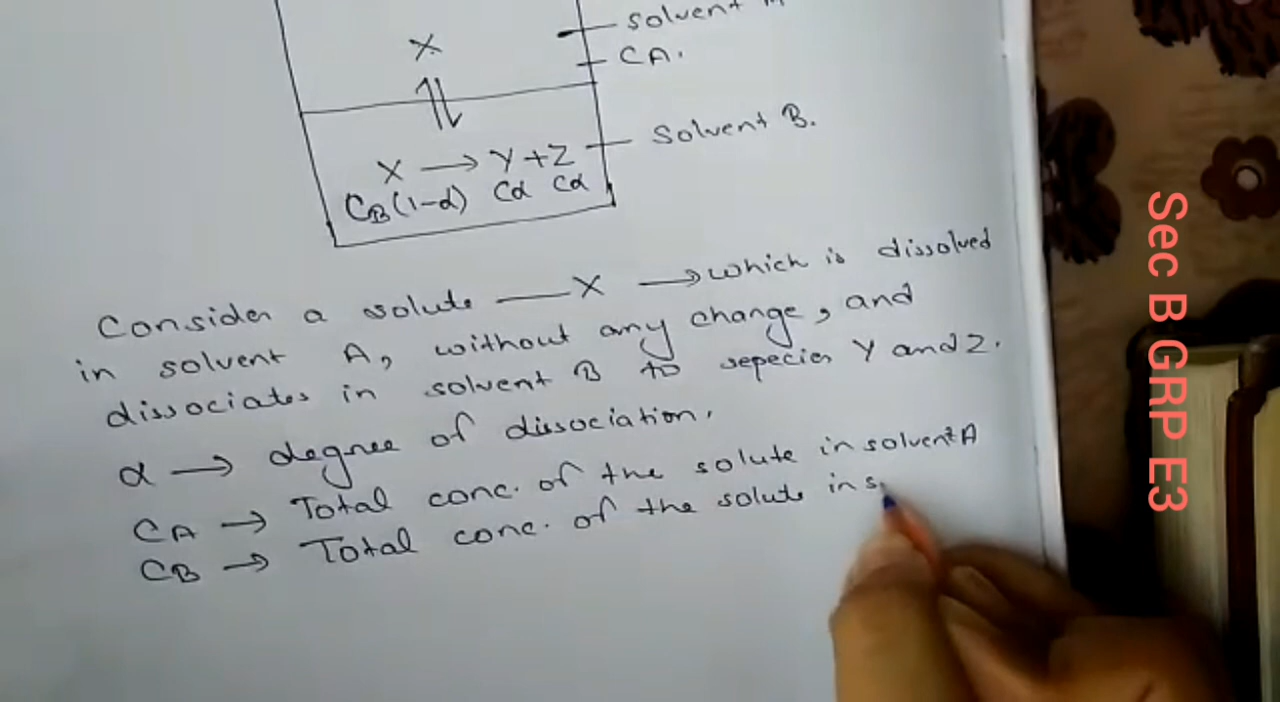 solvent
X
CA.
Solvent B.
X → Y + Z
CB(1-α) Cα Cα
Consider a solute — X → which is dissolved
in solvent A, without any change, and
dissociates in solvent B to sepecies Y and Z.
α → degree of dissociation.
CA → Total conc. of the solute in solvent A
CB → Total conc. of the solute in s
Sec B GRP E3